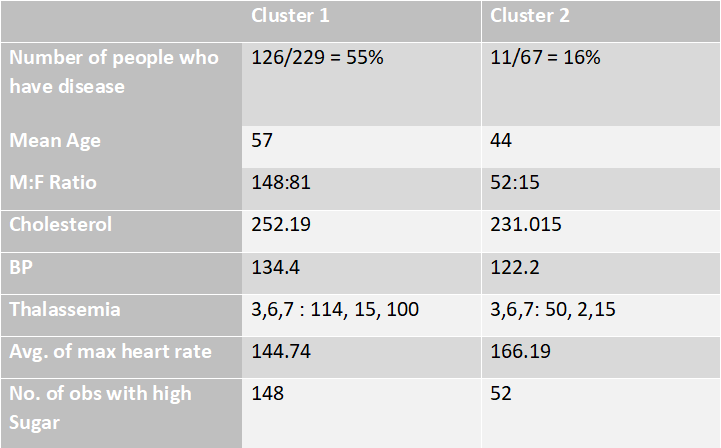 Cluster 1 Cluster 2
Number of people who 126/229 = 55% 11/67 = 16%
have disease
Mean Age 57 44
M:F Ratio 148:81 52:15
Cholesterol 252.19 231.015
BP 134.4 122.2
Thalassemia 3,6,7 : 114, 15, 100 3,6,7: 50, 2,15
Avg. of max heart rate 144.74 166.19
No. of obs with high 148 52
Sugar